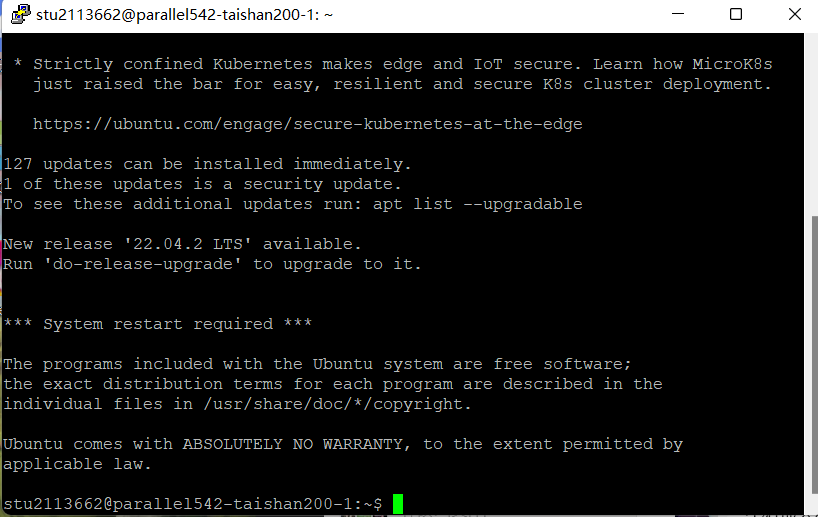 stu2113662@parallel542-taishan200-1: ~
* Strictly confined Kubernetes makes edge and IoT secure. Learn how MicroK8s
just raised the bar for easy, resilient and secure K8s cluster deployment.
https://ubuntu.com/engage/secure-kubernetes-at-the-edge
127 updates can be installed immediately.
1 of these updates is a security update.
To see these additional updates run: apt list --upgradable
New release '22.04.2 LTS' available.
Run 'do-release-upgrade' to upgrade to it.
*** System restart required ***
The programs included with the Ubuntu system are free software;
the exact distribution terms for each program are described in the
individual files in /usr/share/doc/*/copyright.
Ubuntu comes with ABSOLUTELY NO WARRANTY, to the extent permitted by
applicable law.
stu2113662@parallel542-taishan200-1:~$